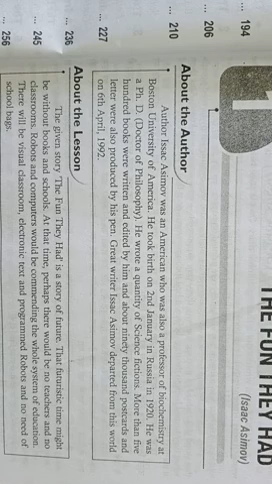 THE FUN THEY HAD
(Isaac Asimov)
1
About the Author
Author Issac Asimov was an American who was also a professor of biochemistry at
Boston University of America. He took birth on 2nd January in Russia in 1920. He was
a Ph. D. (Doctor of Philosophy). He wrote a quantity of Science fictions. More than five
hundred books were written and edited by him and about ninety thousand postcards and
letter were also produced by his pen. Great writer Issac Asimov departed from this world
on 6th April, 1992.
About the Lesson
The given story 'The Fun They Had' is a story of future. That futuristic time might
be without books and schools. At that time, perhaps there would be no teachers and no
classrooms. Robots and computers would be commending the whole system of education.
There will be visual classroom, electronic text and programmed Robots and no need of
school bags.
... 194
... 206
... 210
... 227
... 236
... 245
... 256